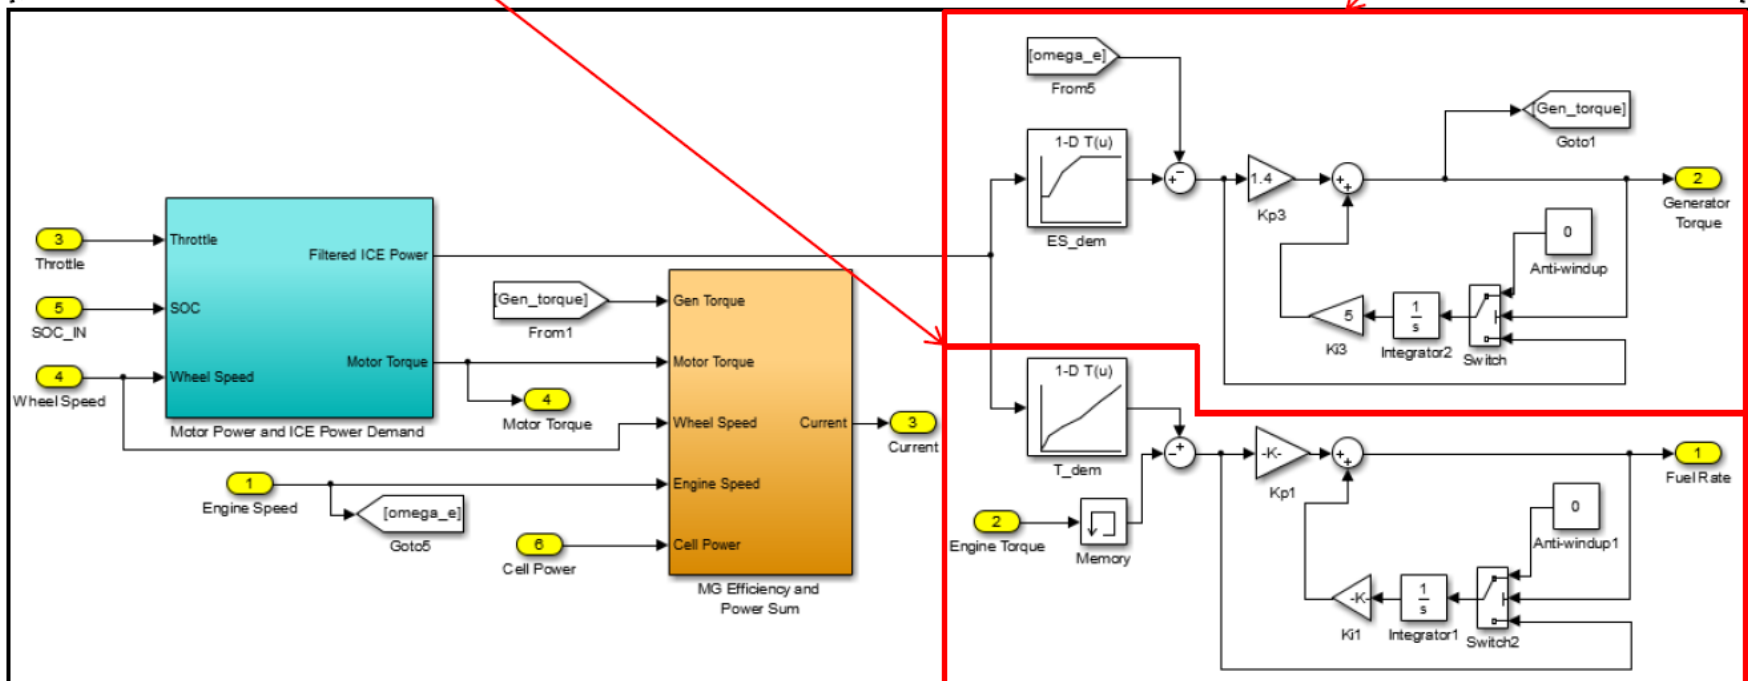 [omega_e]
From5
[Gen_torque]
Goto1
1-D T(u)
ES_dem
+
−
1.4
Kp3
+
+
2
Generator
Torque
0
Anti-windup
5
Ki3
1
s
Integrator2
Switch
3
Throttle
5
SOC_IN
4
Wheel Speed
Throttle
SOC
Wheel Speed
Filtered ICE Power
Motor Torque
Motor Power and ICE Power Demand
[Gen_torque]
From1
4
Motor Torque
1
Engine Speed
[omega_e]
Goto5
6
Cell Power
Gen Torque
Motor Torque
Wheel Speed
Engine Speed
Cell Power
Current
MG Efficiency and
Power Sum
3
Current
1-D T(u)
T_dem
+
−
2
Engine Torque
Memory
-K-
Kp1
+
+
1
Fuel Rate
0
Anti-windup1
-K-
Ki1
1
s
Integrator1
Switch2